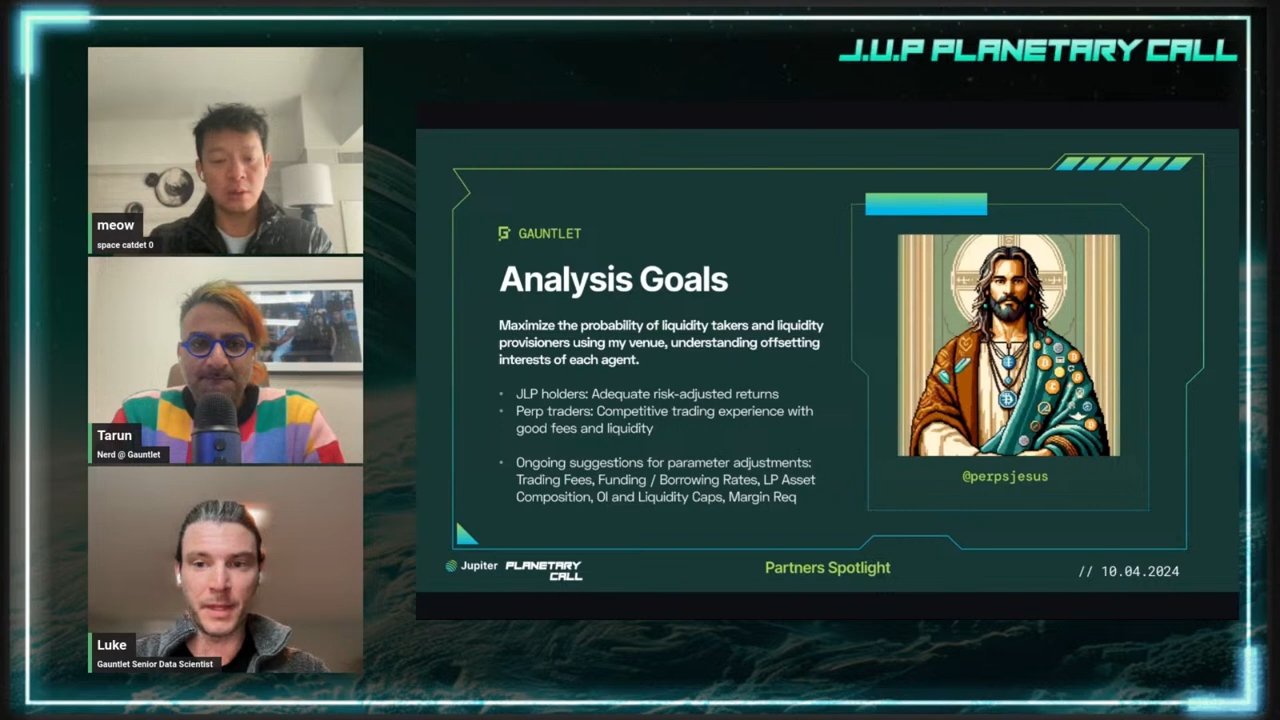 J.U.P PLANETARY CALL
meow
space catdet 0
Tarun
Nerd @ Gauntlet
Luke
Gauntlet Senior Data Scientist
GAUNTLET
Analysis Goals
Maximize the probability of liquidity takers and liquidity
provisioners using my venue, understanding offsetting
interests of each agent.
• JLP holders: Adequate risk-adjusted returns
• Perp traders: Competitive trading experience with
good fees and liquidity
• Ongoing suggestions for parameter adjustments:
Trading Fees, Funding / Borrowing Rates, LP Asset
Composition, OI and Liquidity Caps, Margin Req
@perpsjesus
Jupiter PLANETARY
CALL
Partners Spotlight
// 10.04.2024